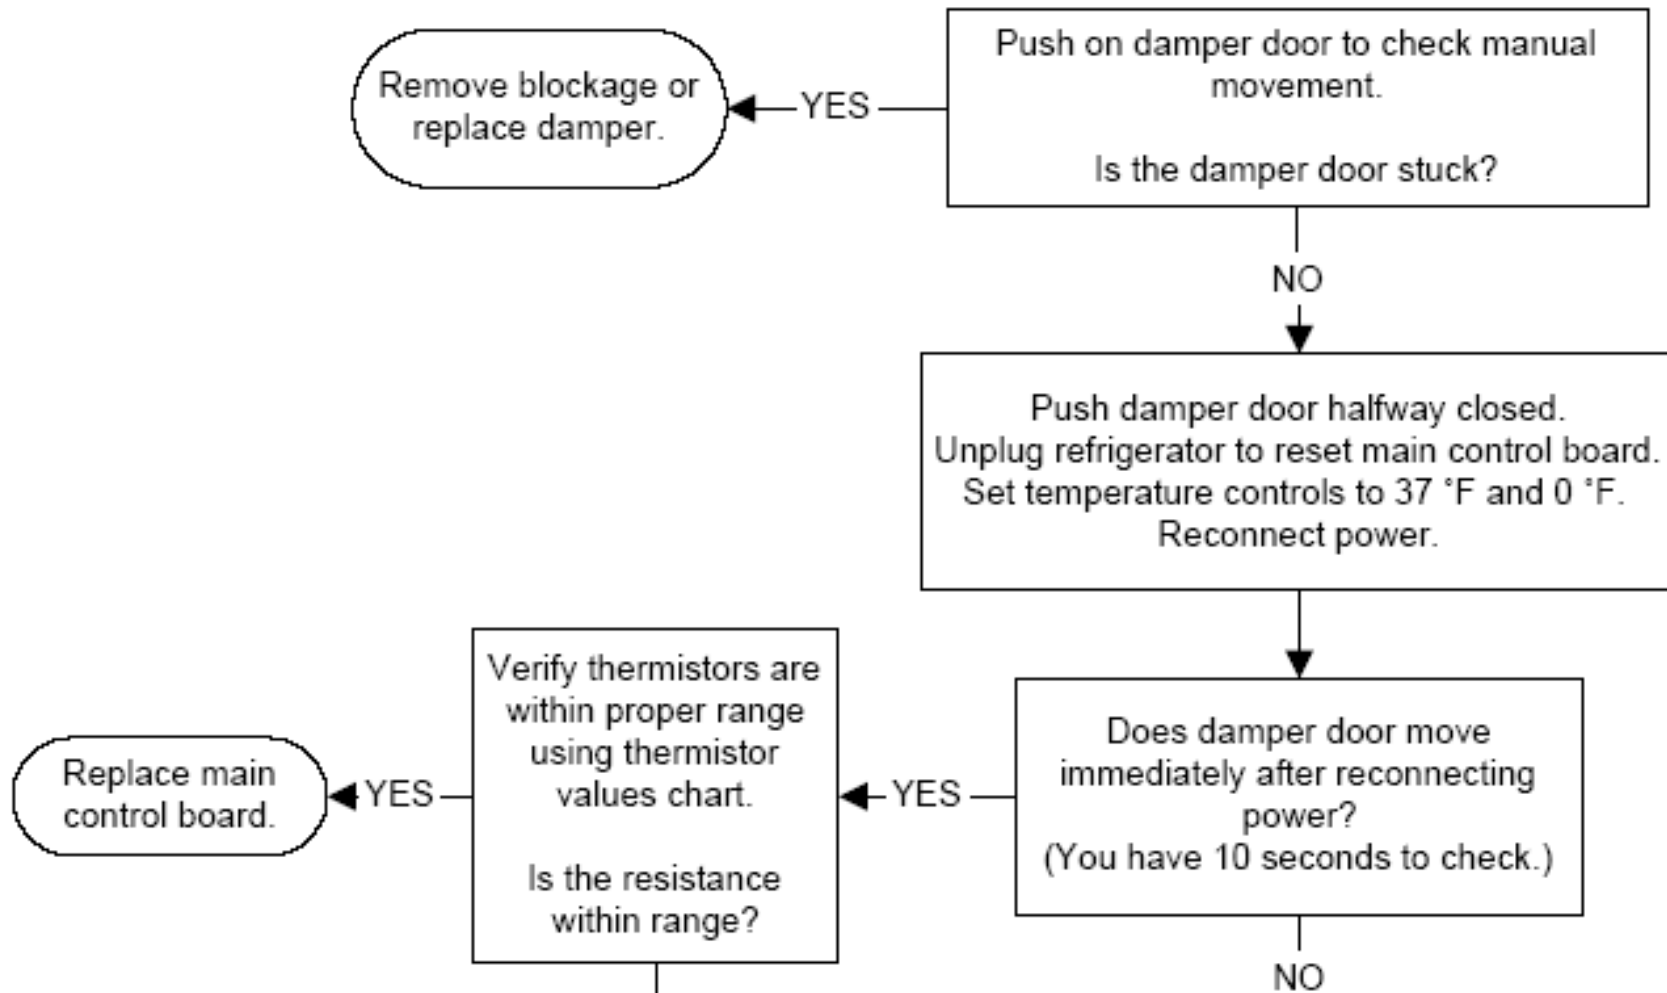 Push on damper door to check manual
movement.
Is the damper door stuck?
YES
Remove blockage or
replace damper.
NO
Push damper door halfway closed.
Unplug refrigerator to reset main control board.
Set temperature controls to 37 °F and 0 °F.
Reconnect power.
Does damper door move
immediately after reconnecting
power?
(You have 10 seconds to check.)
YES
Verify thermistors are
within proper range
using thermistor
values chart.
Is the resistance
within range?
YES
Replace main
control board.
NO